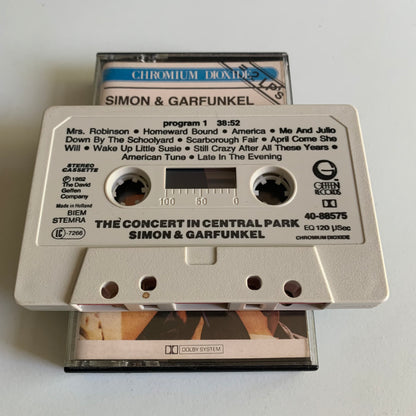 CHROMIUM DIOXIDE
= 2 LP's
SIMON & GARFUNKEL
program 1 38:52
Mrs. Robinson • Homeward Bound • America • Me And Julio
Down By The Schoolyard • Scarborough Fair • April Come She
Will • Wake Up Little Susie • Still Crazy After All These Years •
American Tune • Late In The Evening
STEREO
CASSETTE
℗ 1982
The David
Geffen
Company
Made in Holland
BIEM
STEMRA
IC -7266
100 50 0
G
GEFFEN
RECORDS
40-88575
EQ 120 µSec
CHROMIUM DIOXIDE
THE CONCERT IN CENTRAL PARK
SIMON & GARFUNKEL
DOLBY SYSTEM